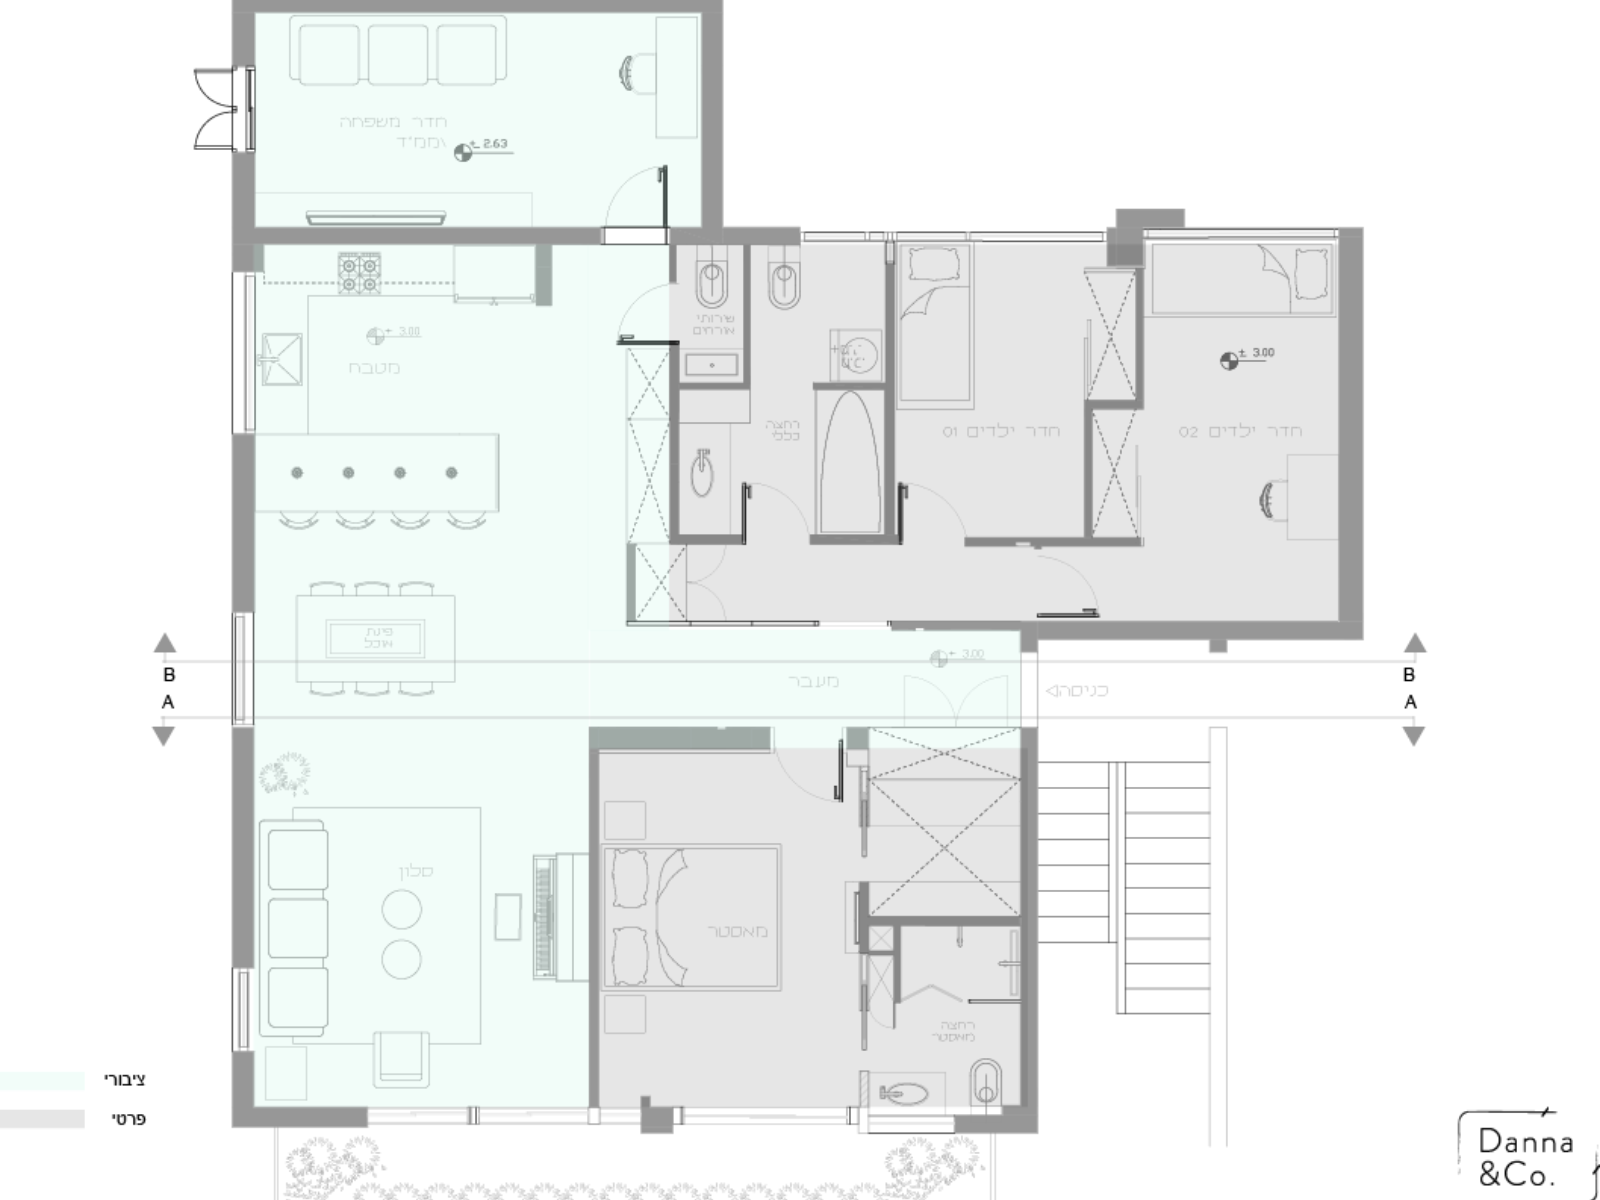 חדר משפחה
\ממ"ד
+- 2.63
+- 3.00
מטבח
שירותי
אורחים
רחצה
כללי
חדר ילדים 01
+- 3.00
חדר ילדים 02
פינת
אוכל
+- 3.00
מעבר
כניסה
B
A
B
A
סלון
מאסטר
רחצה
מאסטר
ציבורי
פרטי
Danna
&Co.